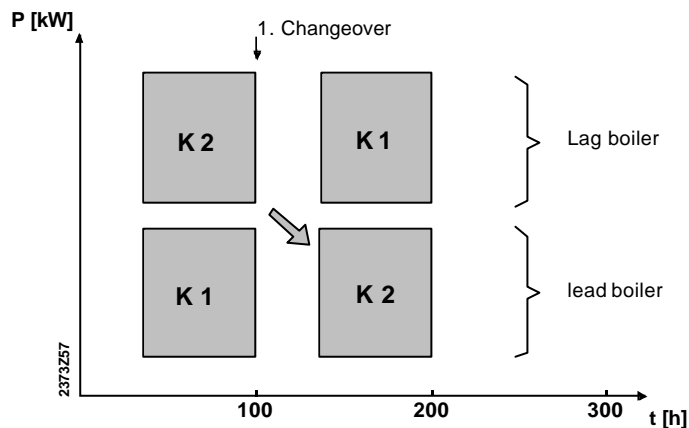 P [kW]
1. Changeover
K 2
K 1
Lag boiler
K 1
K 2
lead boiler
2373Z57
100
200
300
t [h]